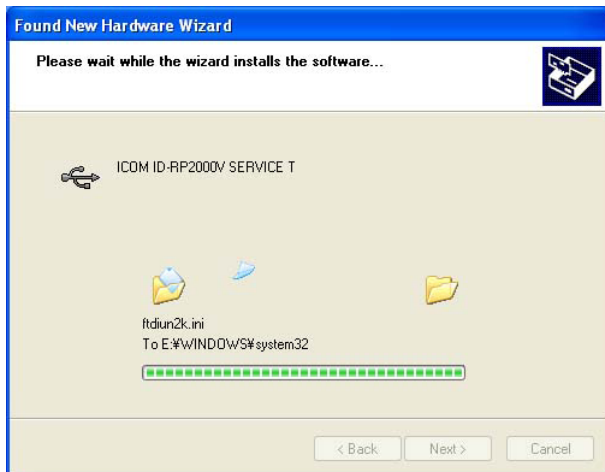 Found New Hardware Wizard
Please wait while the wizard installs the software...
ICOM ID-RP2000V SERVICE T
ftdiun2k.ini
To E:¥WINDOWS¥system32
< Back Next > Cancel